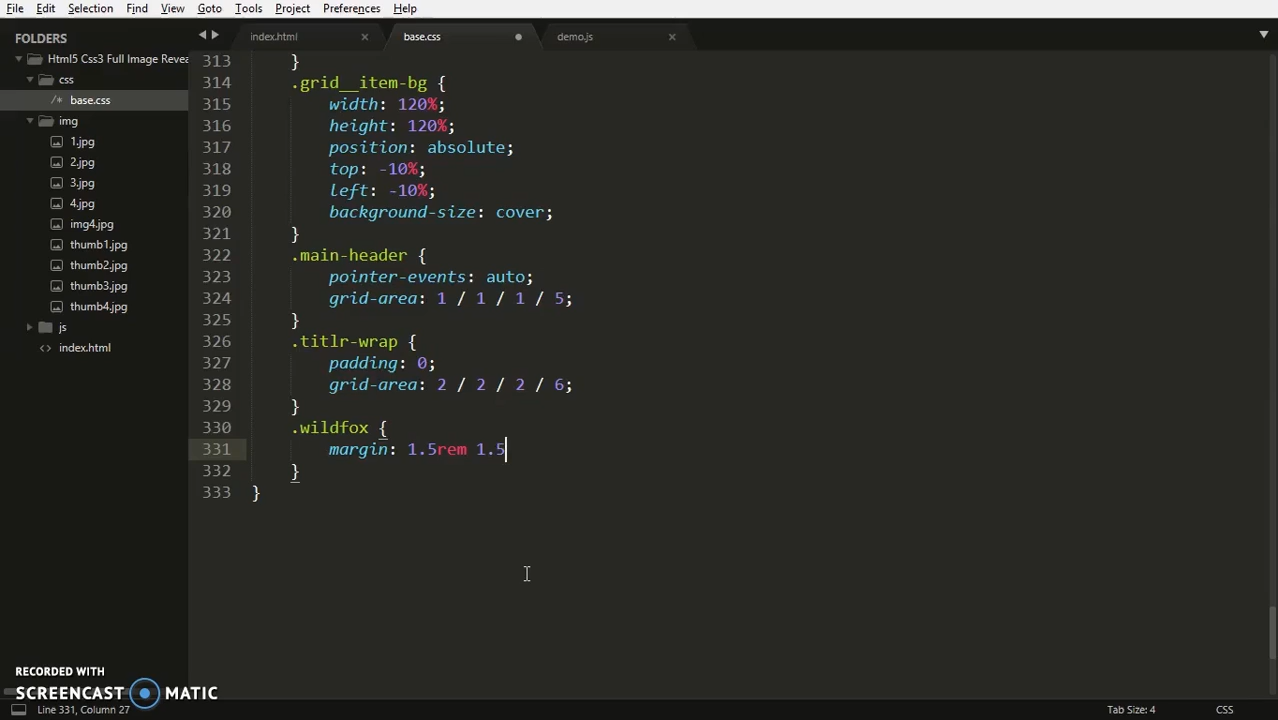 File Edit Selection Find View Goto Tools Project Preferences Help
FOLDERS
Html5 Css3 Full Image Revea
css
/* base.css
img
1.jpg
2.jpg
3.jpg
4.jpg
img4.jpg
thumb1.jpg
thumb2.jpg
thumb3.jpg
thumb4.jpg
js
<> index.html
index.html × base.css demo.js ×
313 }
314 .grid__item-bg {
315 width: 120%;
316 height: 120%;
317 position: absolute;
318 top: -10%;
319 left: -10%;
320 background-size: cover;
321 }
322 .main-header {
323 pointer-events: auto;
324 grid-area: 1 / 1 / 1 / 5;
325 }
326 .titlr-wrap {
327 padding: 0;
328 grid-area: 2 / 2 / 2 / 6;
329 }
330 .wildfox {
331 margin: 1.5rem 1.5
332 }
333 }
RECORDED WITH
SCREENCAST MATIC
Line 331, Column 27 Tab Size: 4 CSS